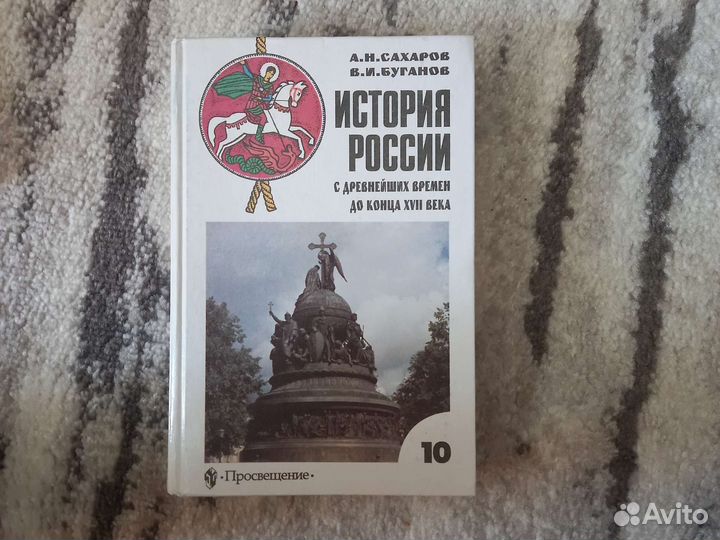 А.Н.САХАРОВ
В.И.БУГАНОВ
ИСТОРИЯ
РОССИИ
С ДРЕВНЕЙШИХ ВРЕМЕН
ДО КОНЦА XVII ВЕКА
10
• Просвещение •
Avito